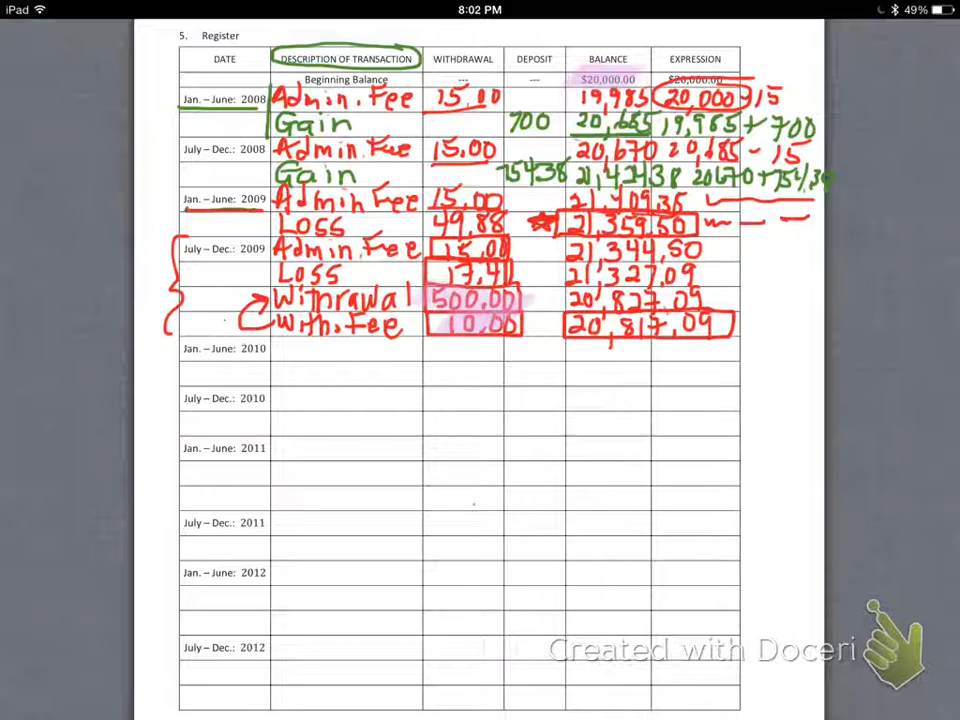 iPad 8:02 PM 49%
5. Register
DATE DESCRIPTION OF TRANSACTION WITHDRAWAL DEPOSIT BALANCE EXPRESSION
Beginning Balance --- --- $20,000.00 $20,000.00
Jan. – June: 2008 Admin. Fee 15.00 19,985 20,000 - 15
Gain 700 20,685 19,985 + 700
July – Dec.: 2008 Admin Fee 15.00 20,670 20,685 - 15
Gain 754.38 21,424.38 20670 + 754.38
Jan. – June: 2009 Admin Fee 15.00 21,409.38
Loss 49.88 21,359.50
July – Dec.: 2009 Admin. Fee 15.00 21,344.50
Loss 17.41 21,327.09
Withrawal 500.00 20,827.09
With. Fee 10.00 20,817.09
Jan. – June: 2010
July – Dec.: 2010
Jan. – June: 2011
July – Dec.: 2011
Jan. – June: 2012
July – Dec.: 2012
Created with Doceri